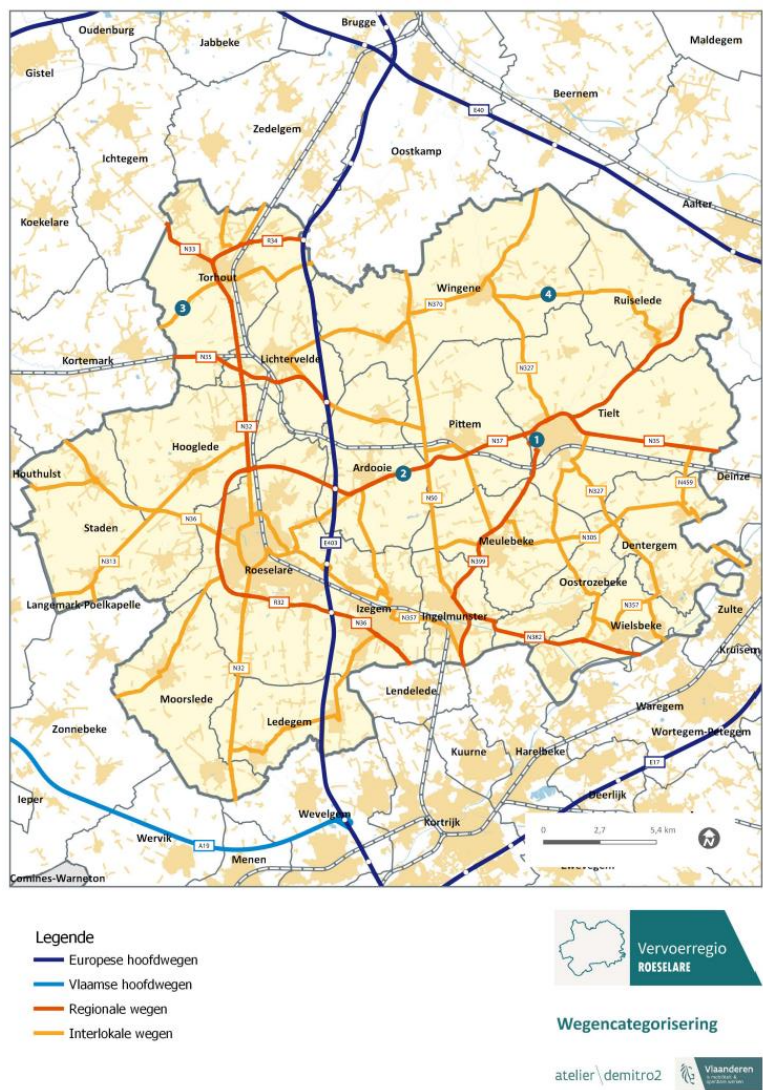 Brugge
Oudenburg
Jabbeke
Maldegem
Gistel
Beernem
E40
Zedelgem
Oostkamp
Ichtegem
Aalter
Koekelare
N33
R34
Torhout
Wingene
4
3
N370
Ruiselede
Kortemark
N35
Lichtervelde
N327
Tielt
Pittem
N32
N37
1
N35
Hooglede
Ardooie
2
Houthulst
Deinze
N459
N327
N50
Staden
N36
Meulebeke
N305
Dentergem
E403
N313
N399
Roeselare
Oostrozebeke
Langemark-Poelkapelle
R32
Izegem
N357
Ingelmunster
N357
Zulte
N36
Wielsbeke
N382
Kruisem
N32
Moorslede
Lendelede
Waregem
Zonnebeke
Ledegem
Wortegem-Petegem
Kuurne
Harelbeke
E17
Ieper
Deerlijk
Wevelgem
Kortrijk
Wervik
A19
Menen
0 2,7 5,4 km
N
Comines-Warneton
Legende
Europese hoofdwegen
Vlaamse hoofdwegen
Regionale wegen
Interlokale wegen
Vervoerregio
ROESELARE
Wegencategorisering
atelier\demitro2
Vlaanderen